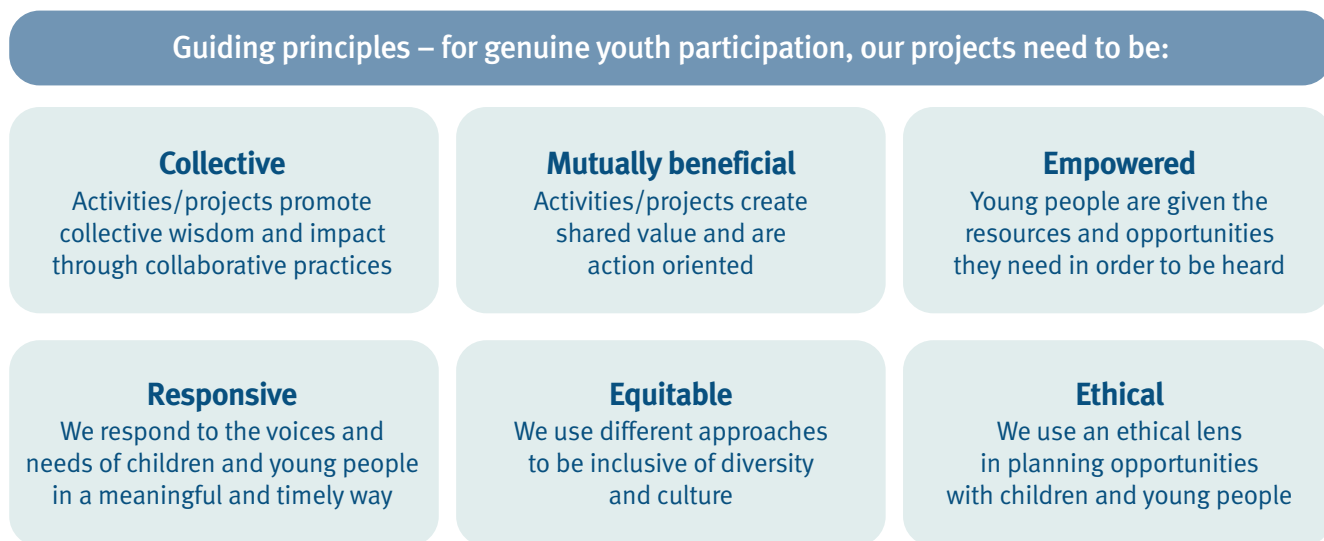 Guiding principles – for genuine youth participation, our projects need to be:
Collective
Activities/projects promote
collective wisdom and impact
through collaborative practices
Mutually beneficial
Activities/projects create
shared value and are
action oriented
Empowered
Young people are given the
resources and opportunities
they need in order to be heard
Responsive
We respond to the voices and
needs of children and young people
in a meaningful and timely way
Equitable
We use different approaches
to be inclusive of diversity
and culture
Ethical
We use an ethical lens
in planning opportunities
with children and young people